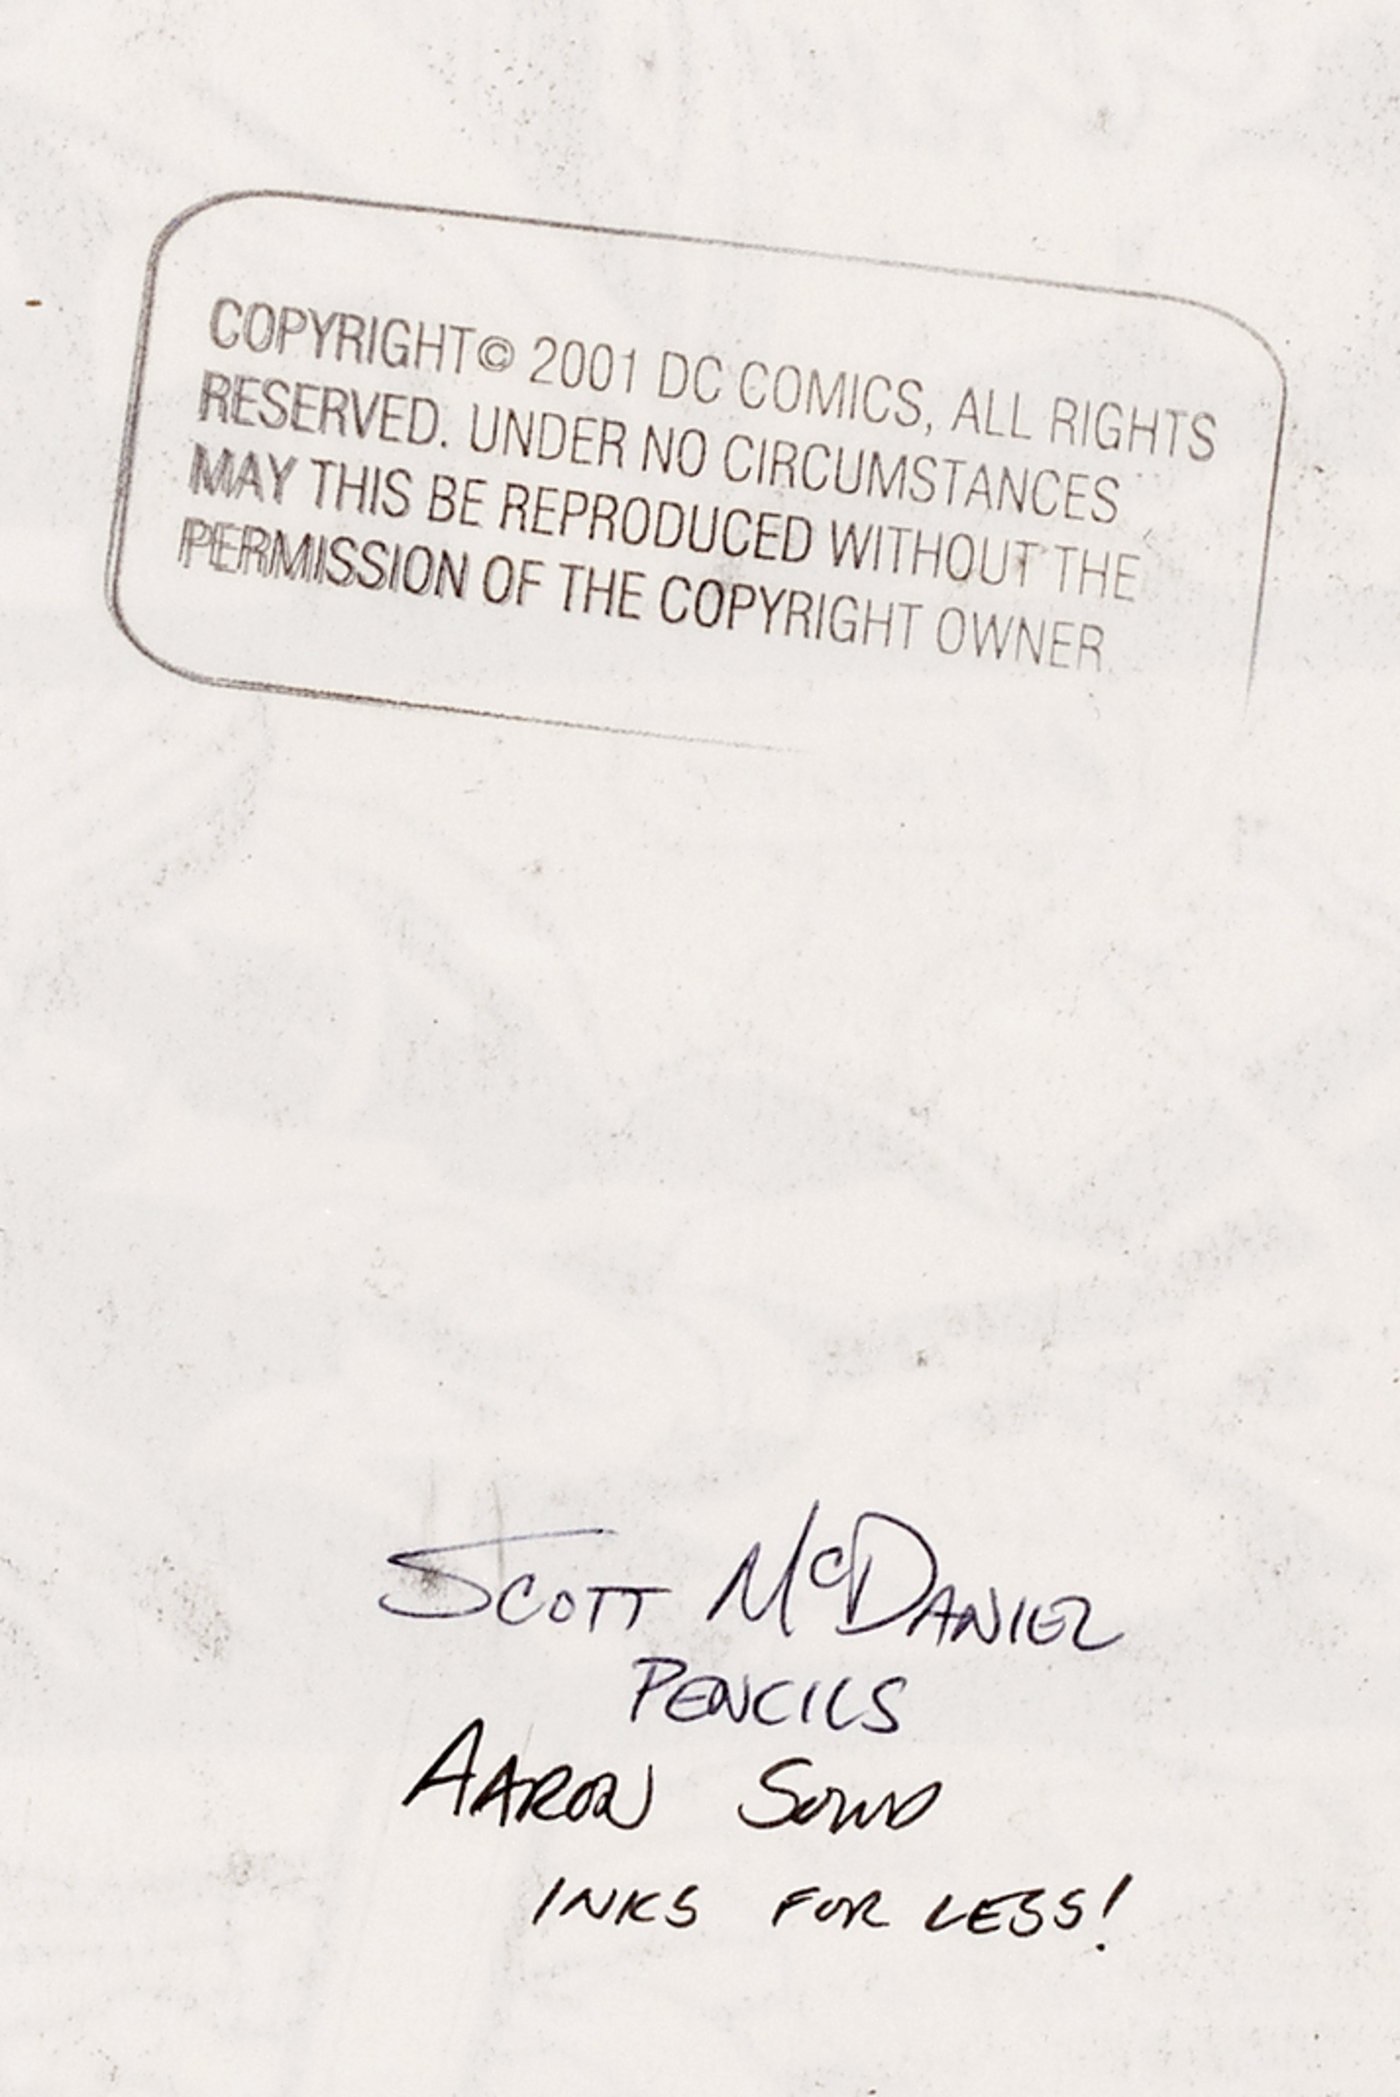 COPYRIGHT© 2001 DC COMICS, ALL RIGHTS
RESERVED. UNDER NO CIRCUMSTANCES
MAY THIS BE REPRODUCED WITHOUT THE
PERMISSION OF THE COPYRIGHT OWNER
SCOTT MCDANIEL
PENCILS
AARON SOWD
INKS FOR LESS!